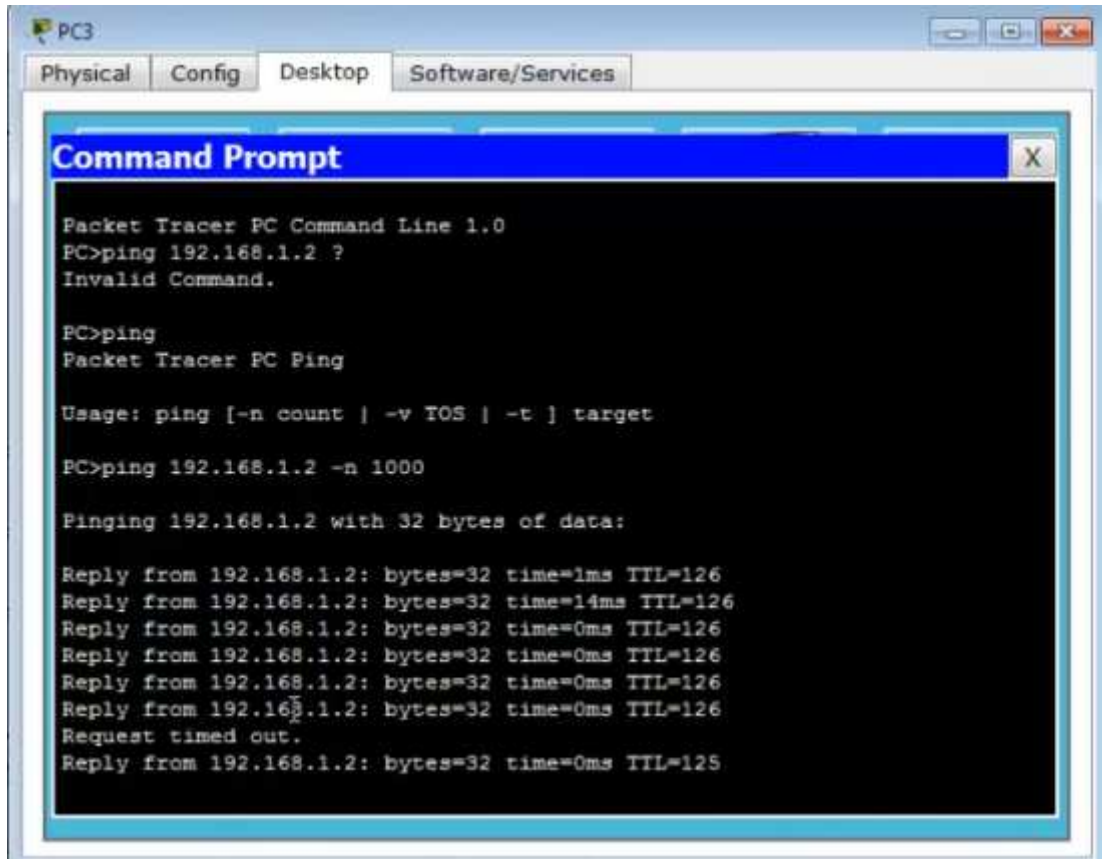 PC3
Physical Config Desktop Software/Services
Command Prompt
X
Packet Tracer PC Command Line 1.0
PC>ping 192.168.1.2 ?
Invalid Command.
PC>ping
Packet Tracer PC Ping
Usage: ping [-n count | -v TOS | -t ] target
PC>ping 192.168.1.2 -n 1000
Pinging 192.168.1.2 with 32 bytes of data:
Reply from 192.168.1.2: bytes=32 time=1ms TTL=126
Reply from 192.168.1.2: bytes=32 time=14ms TTL=126
Reply from 192.168.1.2: bytes=32 time=0ms TTL=126
Reply from 192.168.1.2: bytes=32 time=0ms TTL=126
Reply from 192.168.1.2: bytes=32 time=0ms TTL=126
Reply from 192.168.1.2: bytes=32 time=0ms TTL=126
Request timed out.
Reply from 192.168.1.2: bytes=32 time=0ms TTL=125